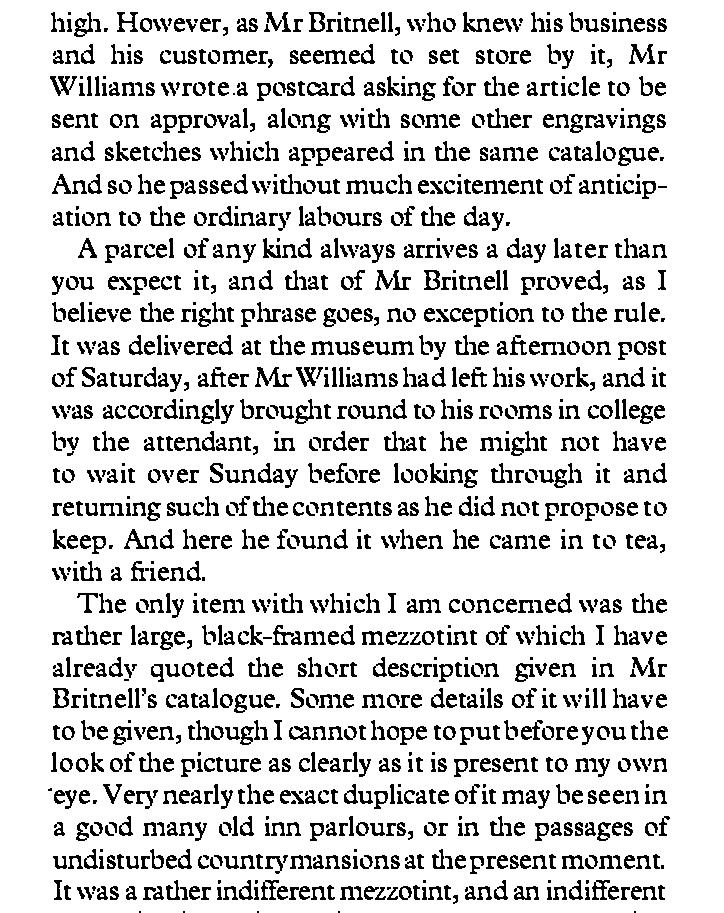 high. However, as Mr Britnell, who knew his business
and his customer, seemed to set store by it, Mr
Williams wrote a postcard asking for the article to be
sent on approval, along with some other engravings
and sketches which appeared in the same catalogue.
And so he passed without much excitement of anticip-
ation to the ordinary labours of the day.
A parcel of any kind always arrives a day later than
you expect it, and that of Mr Britnell proved, as I
believe the right phrase goes, no exception to the rule.
It was delivered at the museum by the afternoon post
of Saturday, after Mr Williams had left his work, and it
was accordingly brought round to his rooms in college
by the attendant, in order that he might not have
to wait over Sunday before looking through it and
returning such of the contents as he did not propose to
keep. And here he found it when he came in to tea,
with a friend.
The only item with which I am concerned was the
rather large, black-framed mezzotint of which I have
already quoted the short description given in Mr
Britnell's catalogue. Some more details of it will have
to be given, though I cannot hope to put before you the
look of the picture as clearly as it is present to my own
eye. Very nearly the exact duplicate of it may be seen in
a good many old inn parlours, or in the passages of
undisturbed country mansions at the present moment.
It was a rather indifferent mezzotint, and an indifferent